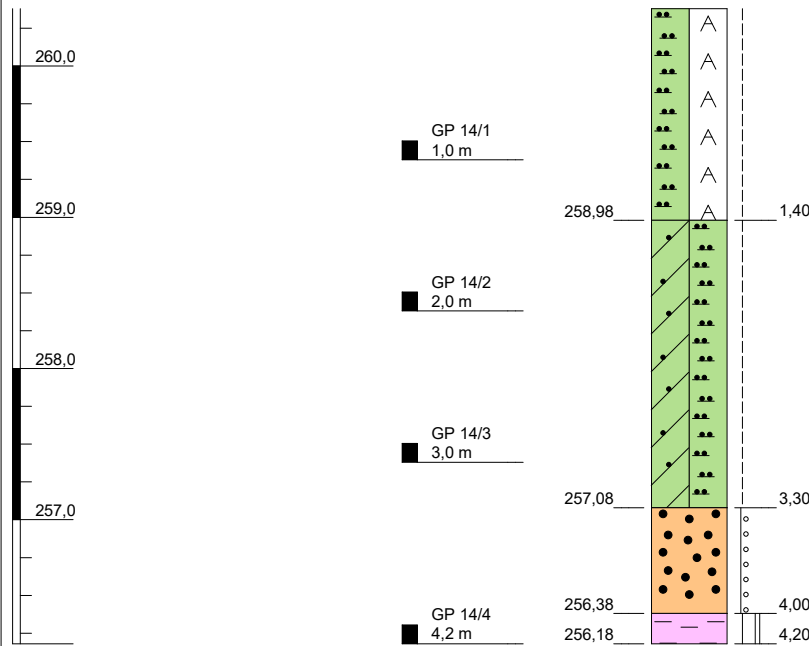 260,0
GP 14/1
1,0 m
259,0
258,98 1,40
GP 14/2
2,0 m
258,0
GP 14/3
3,0 m
257,08 3,30
257,0
256,38 4,00
GP 14/4
4,2 m
256,18 4,20